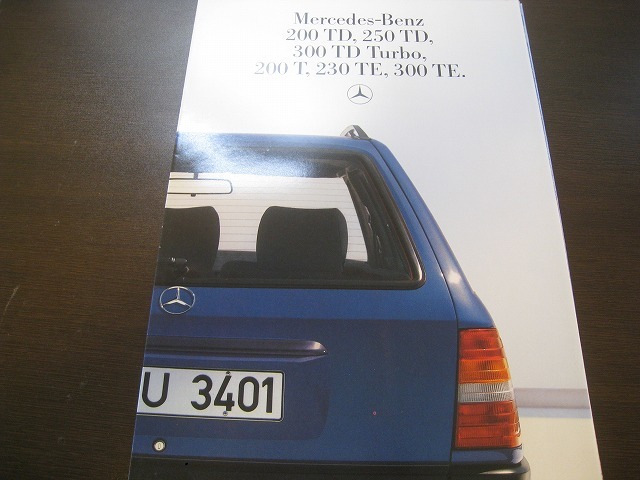 Mercedes-Benz
200 TD, 250 TD,
300 TD Turbo,
200 T, 230 TE, 300 TE.
U 3401